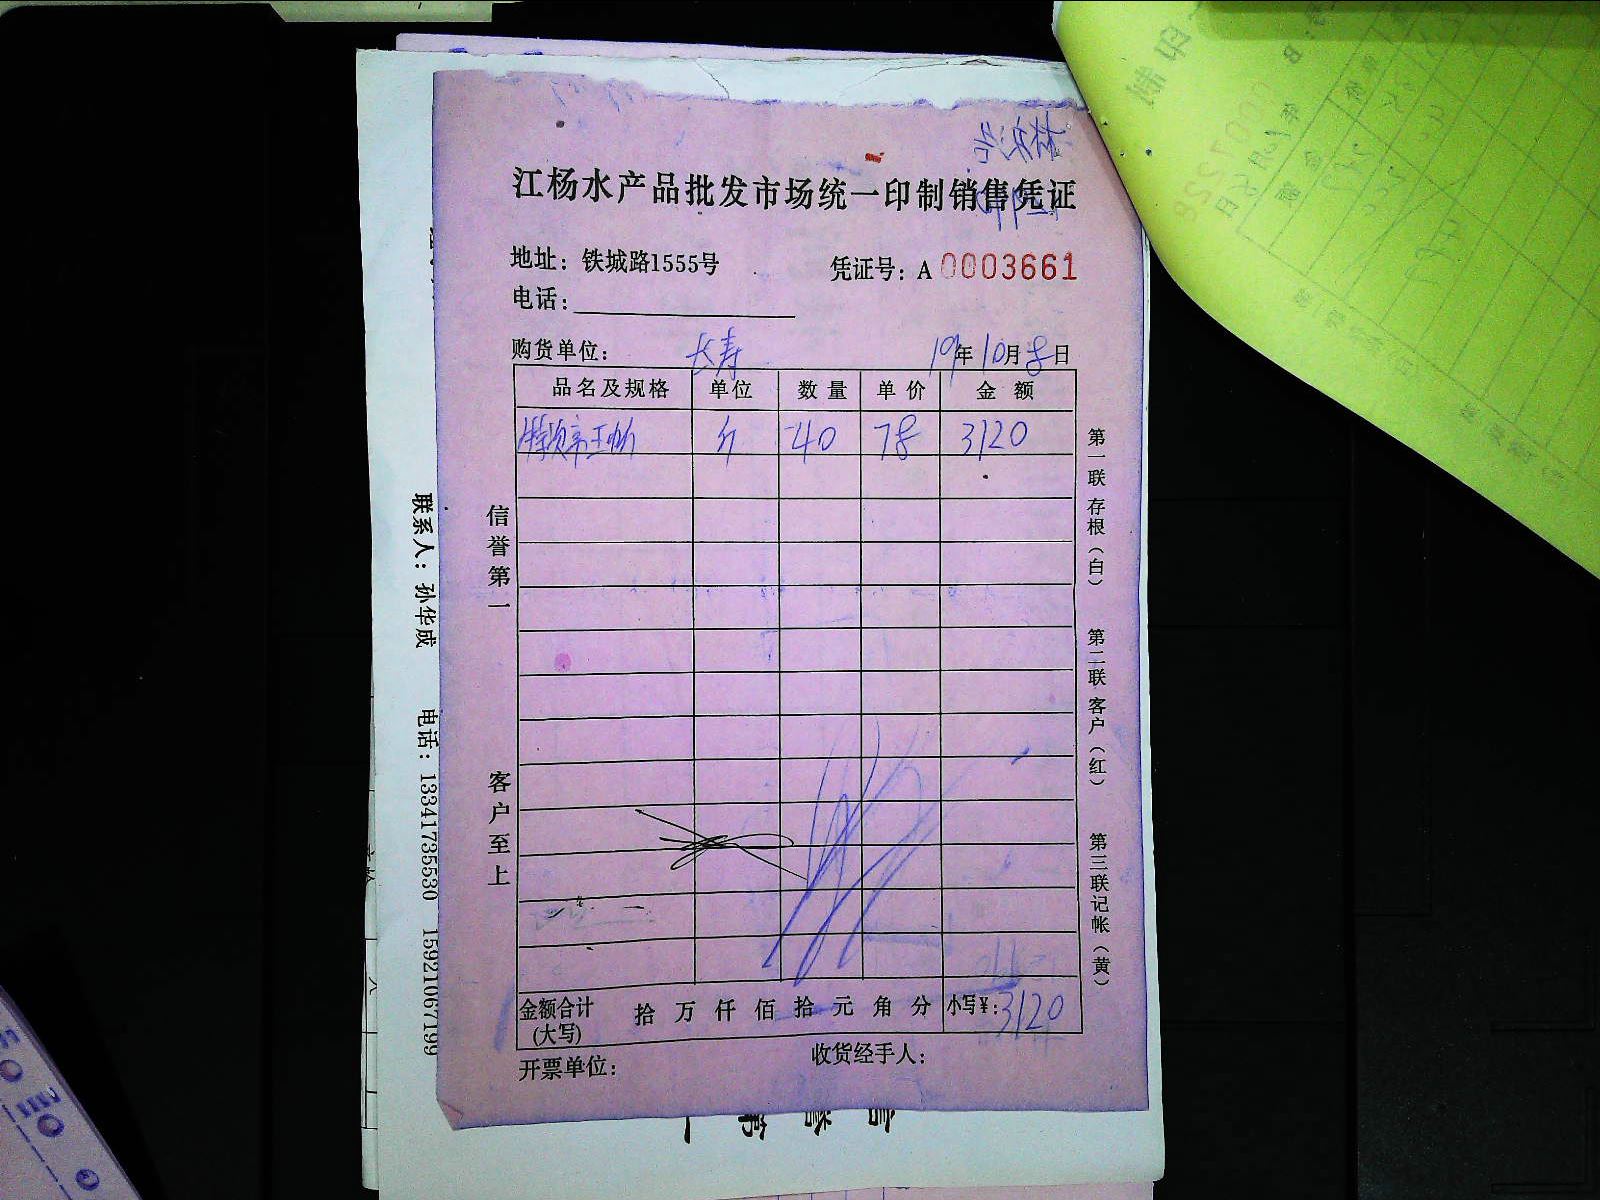 江杨水产品批发市场统一印制销售凭证
地址：铁城路1555号
凭证号：A 0003661
电话：
购货单位： 长寿 19年10月8日
品名及规格 单位 数量 单价 金额
斤 40 78 3120
信誉第一
客户至上
第一联 存根（白）
第二联 客户（红）
第三联 记帐（黄）
金额合计（大写） 拾 万 仟 佰 拾 元 角 分 小写¥：3120
开票单位：
收货经手人：
联系人：孙华成 电话：13341735530 15921067199